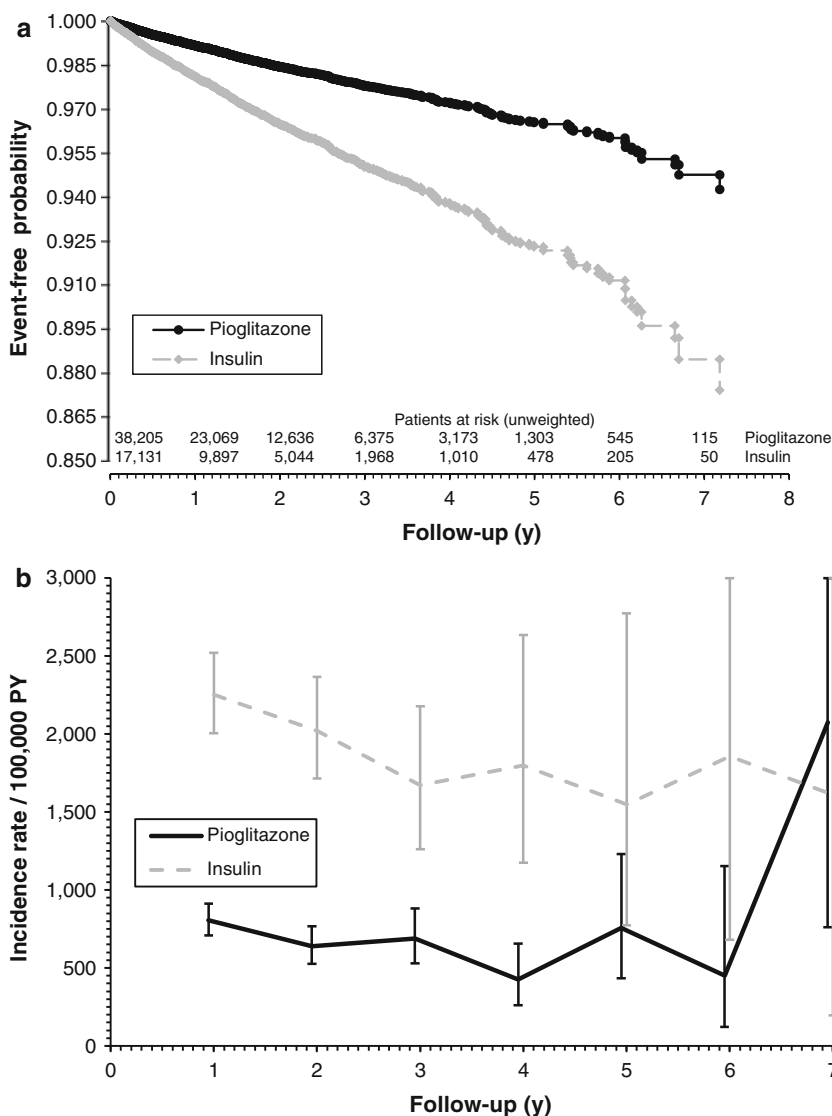 a
1.000
0.985
0.970
0.955
0.940
0.925
0.910
0.895
0.880
0.865
0.850
Event-free probability
Pioglitazone
Insulin
Patients at risk (unweighted)
38,205 23,069 12,636 6,375 3,173 1,303 545 115 Pioglitazone
17,131 9,897 5,044 1,968 1,010 478 205 50 Insulin
0 1 2 3 4 5 6 7 8
Follow-up (y)
b
3,000
2,500
2,000
1,500
1,000
500
0
Incidence rate / 100,000 PY
Pioglitazone
Insulin
0 1 2 3 4 5 6 7
Follow-up (y)